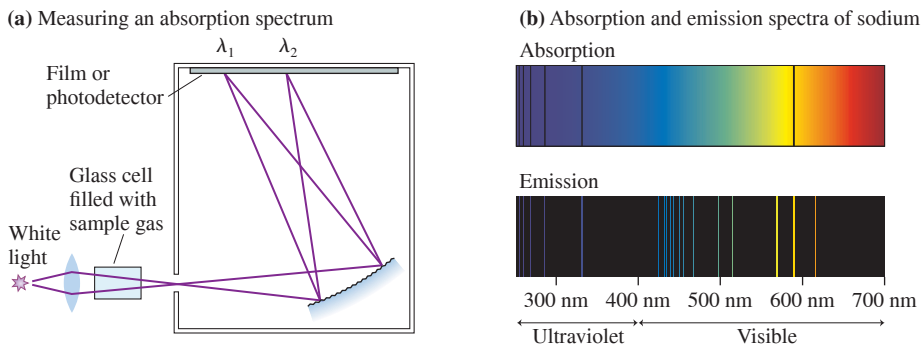 (a) Measuring an absorption spectrum
λ1 λ2
Film or
photodetector
Glass cell
filled with
sample gas
White
light
(b) Absorption and emission spectra of sodium
Absorption
Emission
300 nm 400 nm 500 nm 600 nm 700 nm
Ultraviolet Visible